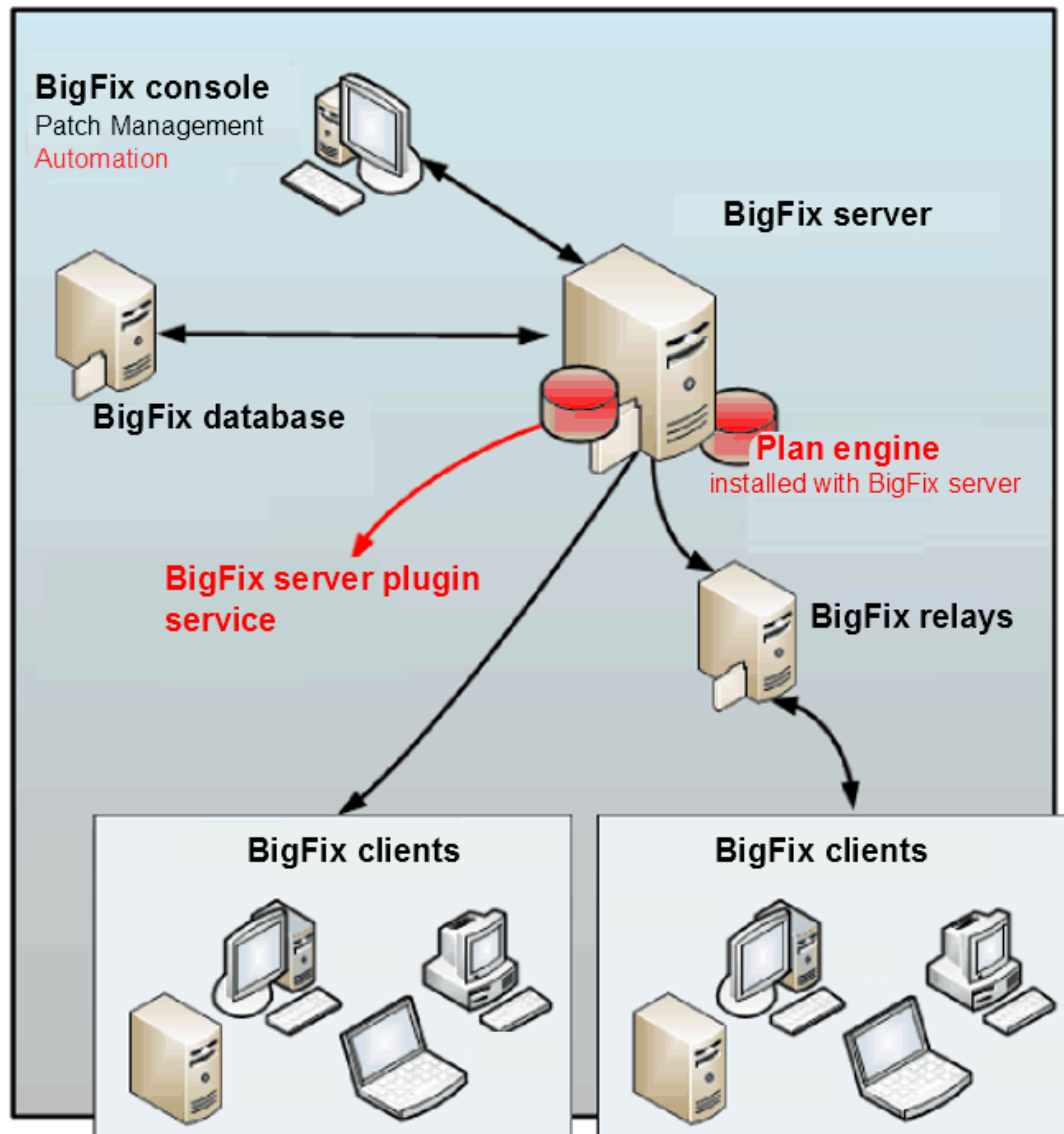 BigFix console
Patch Management
Automation
BigFix server
BigFix database
Plan engine
installed with BigFix server
BigFix server plugin
service
BigFix relays
BigFix clients
BigFix clients